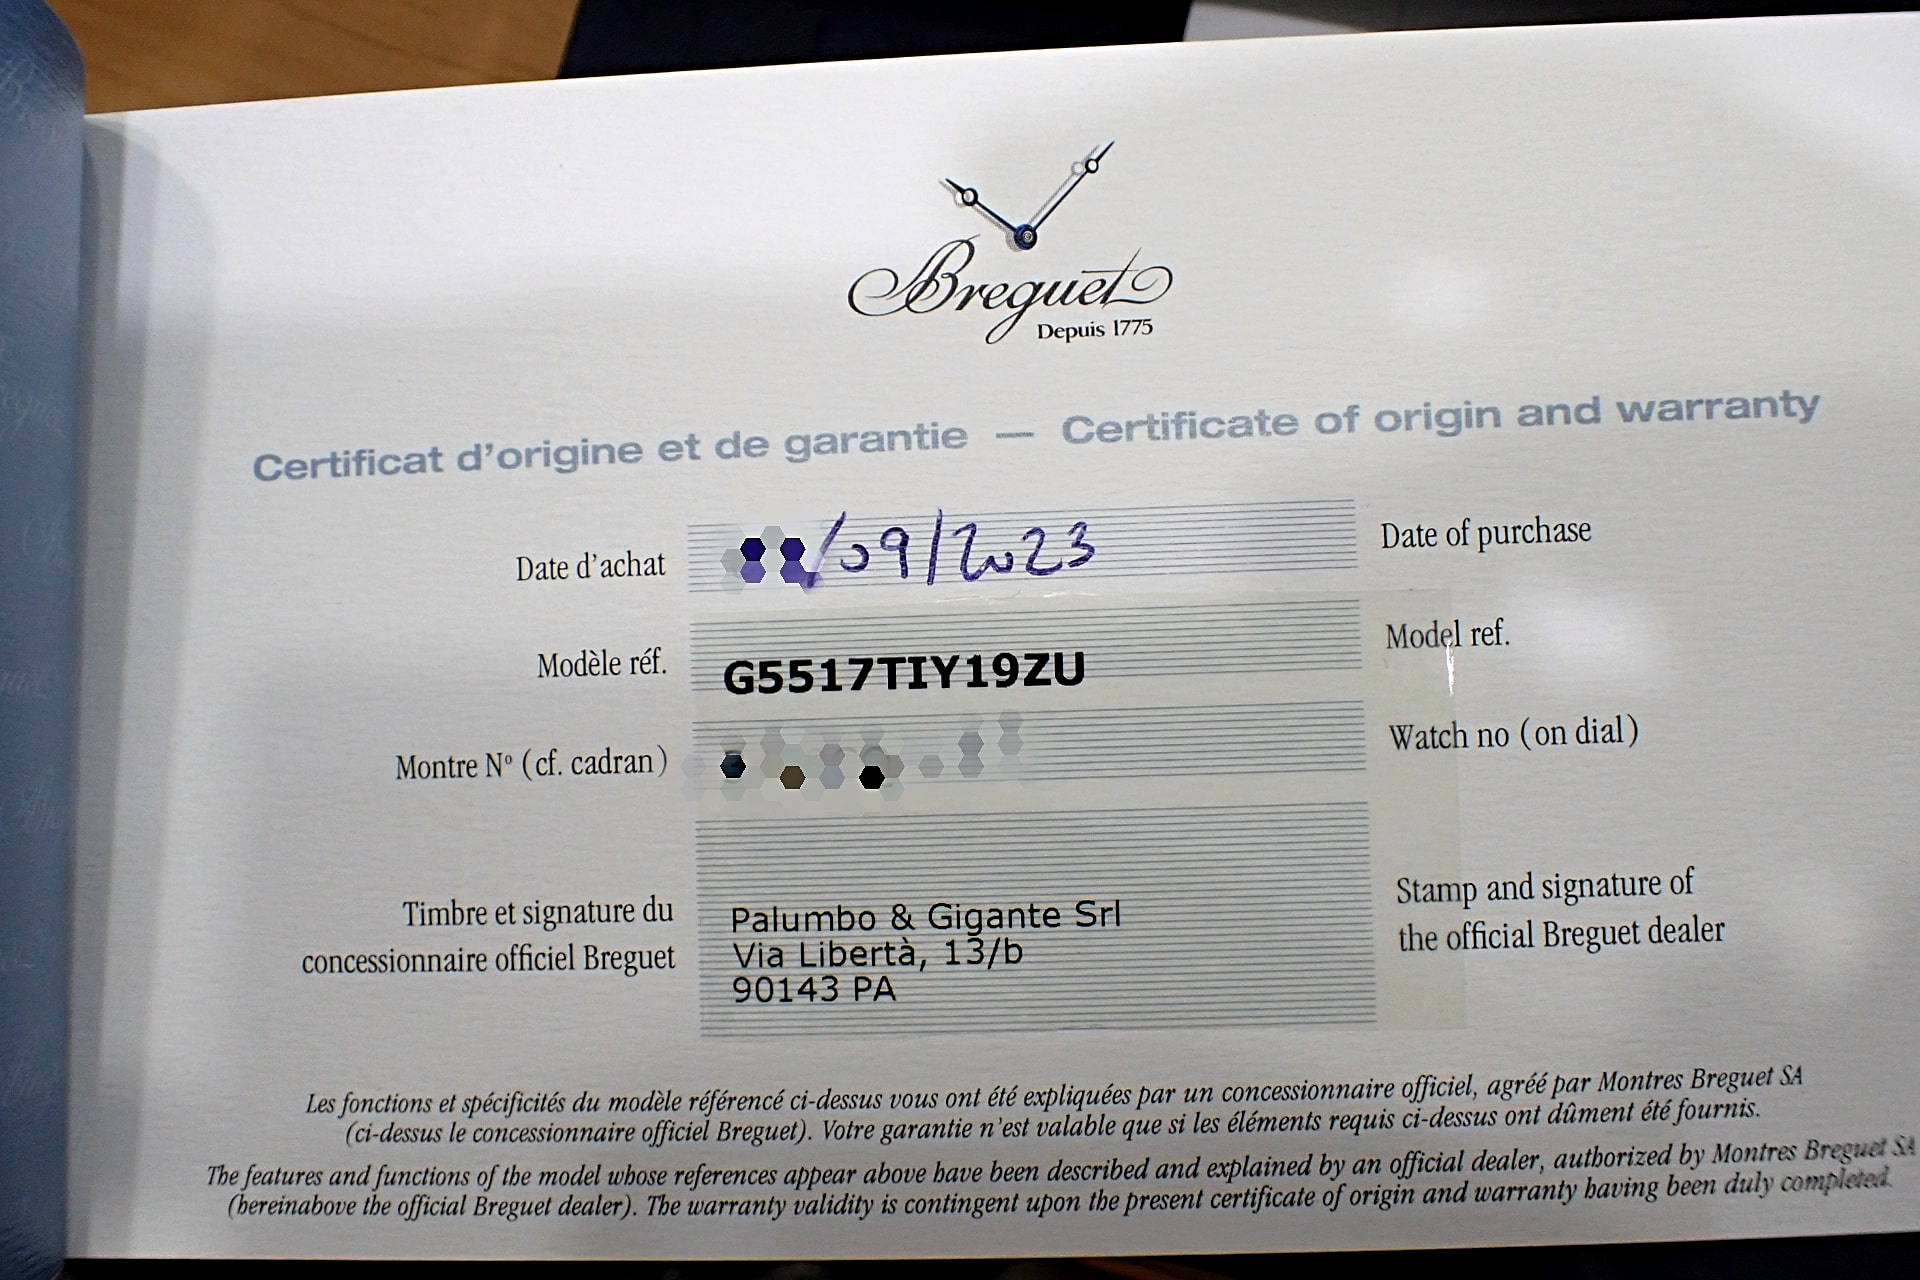 Breguet
Depuis 1775
Certificat d'origine et de garantie — Certificate of origin and warranty
Date d'achat /09/2023 Date of purchase
Modèle réf. G5517TIY19ZU Model ref.
Montre Nº (cf. cadran) Watch no (on dial)
Timbre et signature du
concessionnaire officiel Breguet
Palumbo & Gigante Srl
Via Libertà, 13/b
90143 PA
Stamp and signature of
the official Breguet dealer
Les fonctions et spécificités du modèle référencé ci-dessus vous ont été expliquées par un concessionnaire officiel, agréé par Montres Breguet SA
(ci-dessus le concessionnaire officiel Breguet). Votre garantie n'est valable que si les éléments requis ci-dessus ont dûment été fournis.
The features and functions of the model whose references appear above have been described and explained by an official dealer, authorized by Montres Breguet SA
(hereinabove the official Breguet dealer). The warranty validity is contingent upon the present certificate of origin and warranty having been duly completed.